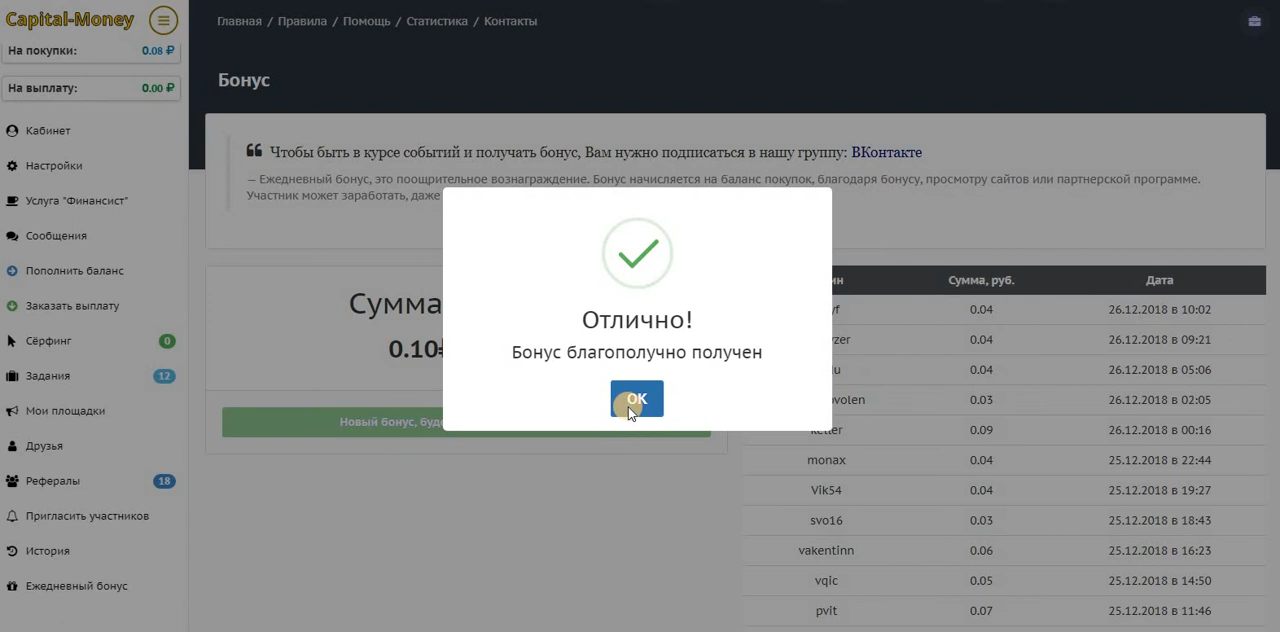 Capital-Money
На покупки: 0.08 ₽
На выплату: 0.00 ₽
Кабинет
Настройки
Услуга "Финансист"
Сообщения
Пополнить баланс
Заказать выплату
Сёрфинг 0
Задания 12
Мои площадки
Друзья
Рефералы 18
Пригласить участников
История
Ежедневный бонус
Главная / Правила / Помощь / Статистика / Контакты
Бонус
Чтобы быть в курсе событий и получать бонус, Вам нужно подписаться в нашу группу: ВКонтакте
— Ежедневный бонус, это поощрительное вознаграждение. Бонус начисляется на баланс покупок, благодаря бонусу, просмотру сайтов или партнерской программе.
Участник может заработать, даже
Сумма
0.10
Новый бонус,
Отлично!
Бонус благополучно получен
OK
Сумма, руб. Дата
0.04 26.12.2018 в 10:02
0.04 26.12.2018 в 09:21
0.04 26.12.2018 в 05:06
0.03 26.12.2018 в 02:05
0.09 26.12.2018 в 00:16
monax 0.04 25.12.2018 в 22:44
Vik54 0.04 25.12.2018 в 19:27
svo16 0.03 25.12.2018 в 18:43
vakentinn 0.06 25.12.2018 в 16:23
vqic 0.05 25.12.2018 в 14:50
pvit 0.07 25.12.2018 в 11:46